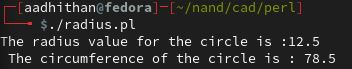 ┌─[aadhithan@fedora]─[~/nand/cad/perl]
└──╼ $./radius.pl
The radius value for the circle is :12.5
 The circumference of the circle is : 78.5